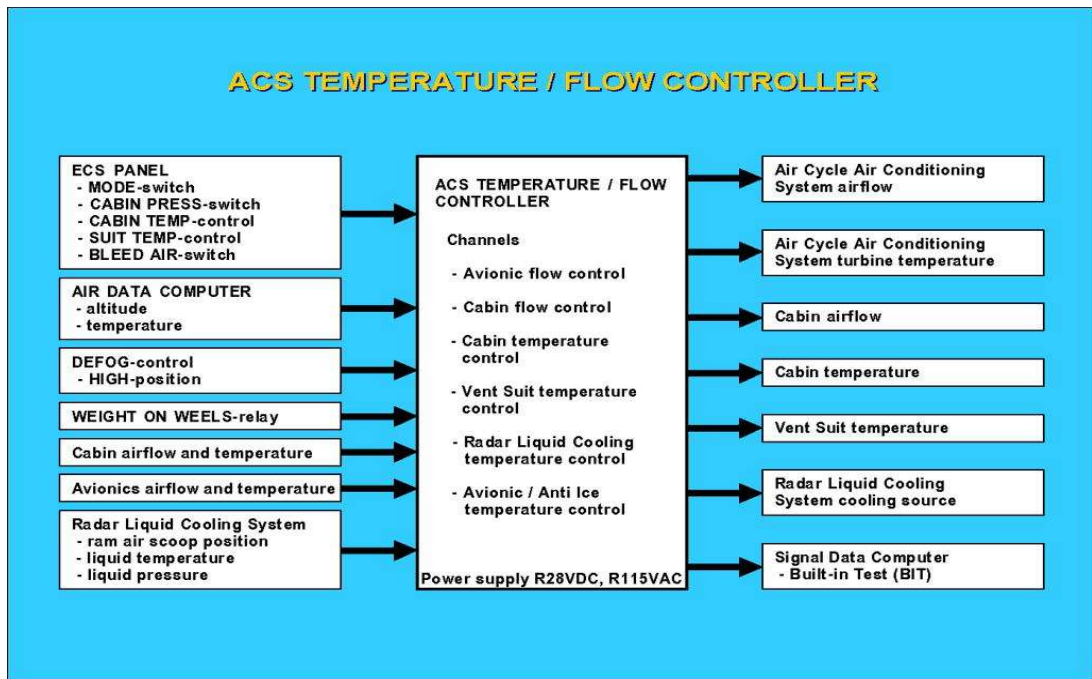 ACS TEMPERATURE / FLOW CONTROLLER
ECS PANEL
- MODE-switch
- CABIN PRESS-switch
- CABIN TEMP-control
- SUIT TEMP-control
- BLEED AIR-switch
AIR DATA COMPUTER
- altitude
- temperature
DEFOG-control
- HIGH-position
WEIGHT ON WEELS-relay
Cabin airflow and temperature
Avionics airflow and temperature
Radar Liquid Cooling System
- ram air scoop position
- liquid temperature
- liquid pressure
ACS TEMPERATURE / FLOW
CONTROLLER
Channels
- Avionic flow control
- Cabin flow control
- Cabin temperature
control
- Vent Suit temperature
control
- Radar Liquid Cooling
temperature control
- Avionic / Anti Ice
temperature control
Power supply R28VDC, R115VAC
Air Cycle Air Conditioning
System airflow
Air Cycle Air Conditioning
System turbine temperature
Cabin airflow
Cabin temperature
Vent Suit temperature
Radar Liquid Cooling
System cooling source
Signal Data Computer
- Built-in Test (BIT)